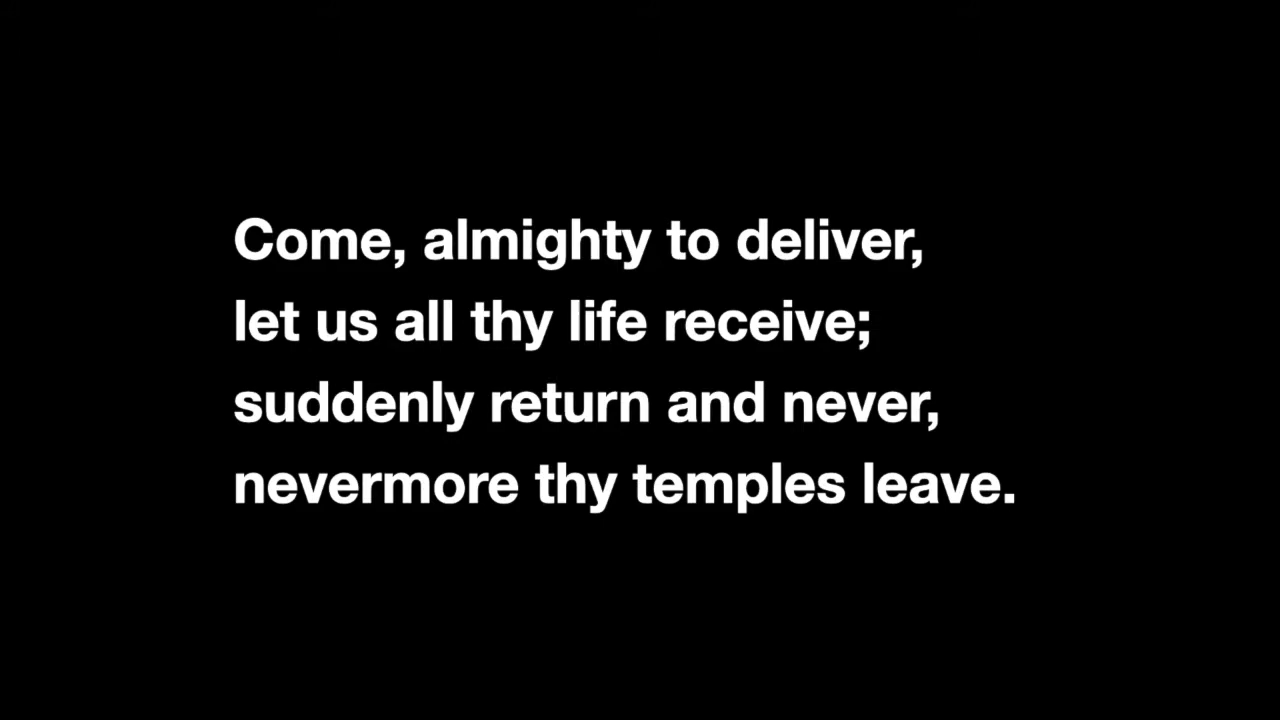 Come, almighty to deliver,
let us all thy life receive;
suddenly return and never,
nevermore thy temples leave.